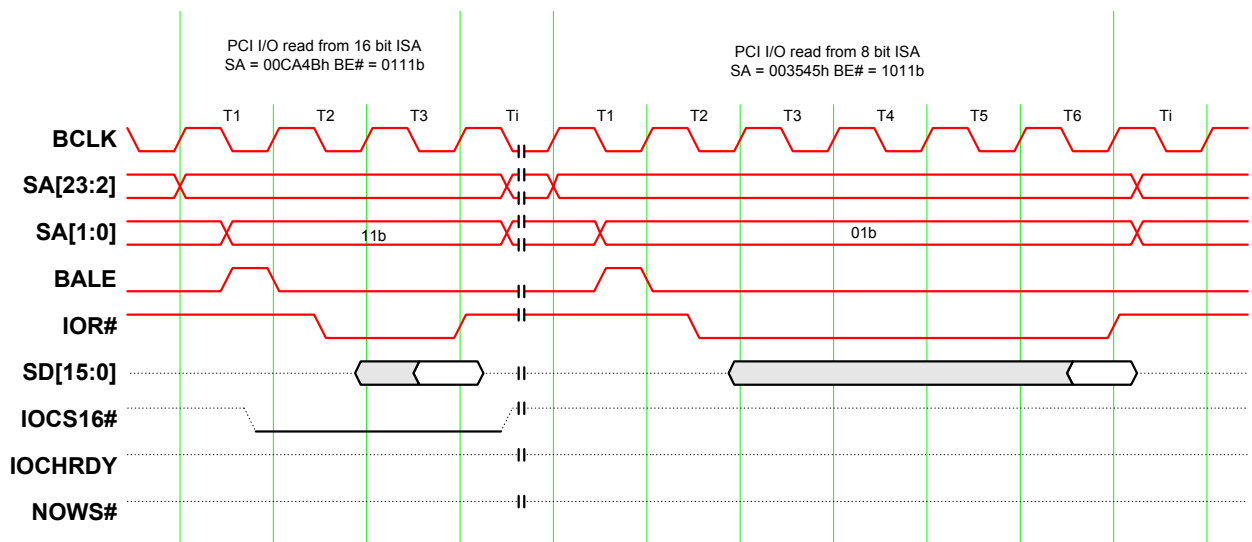 PCI I/O read from 16 bit ISA
SA = 00CA4Bh BE# = 0111b
PCI I/O read from 8 bit ISA
SA = 003545h BE# = 1011b
T1 T2 T3 Ti T1 T2 T3 T4 T5 T6 Ti
BCLK
SA[23:2]
SA[1:0] 11b 01b
BALE
IOR#
SD[15:0]
IOCS16#
IOCHRDY
NOWS#